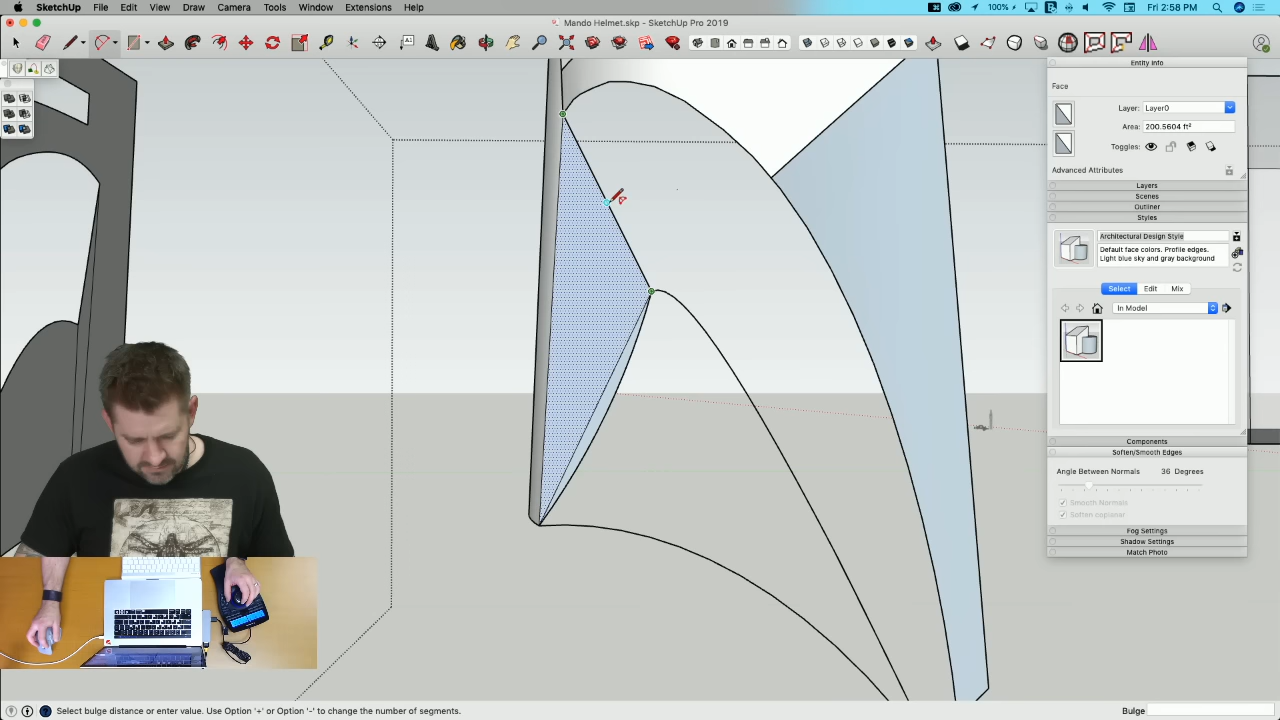 SketchUp File Edit View Camera Draw Tools Window Extensions Help
100% Tue 2:58 PM
Mando Helmet.skp - SketchUp Pro 2019
Entity Info
Face
Layer: Layer0
Area: 200.5604 ft²
Toggles:
Advanced Attributes
Layers
Scenes
Outliner
Styles
Architectural Design Style
Default face colors. Profile edges.
Light blue sky and gray background
Select Edit Mix
In Model
Components
Soften/Smooth Edges
Angle Between Normals 36 Degrees
Smooth Normals
Soften coplanar
Fog Settings
Shadow Settings
Match Photo
Select bulge distance or enter value. Use Option '+' or Option '-' to change the number of segments. Bulge